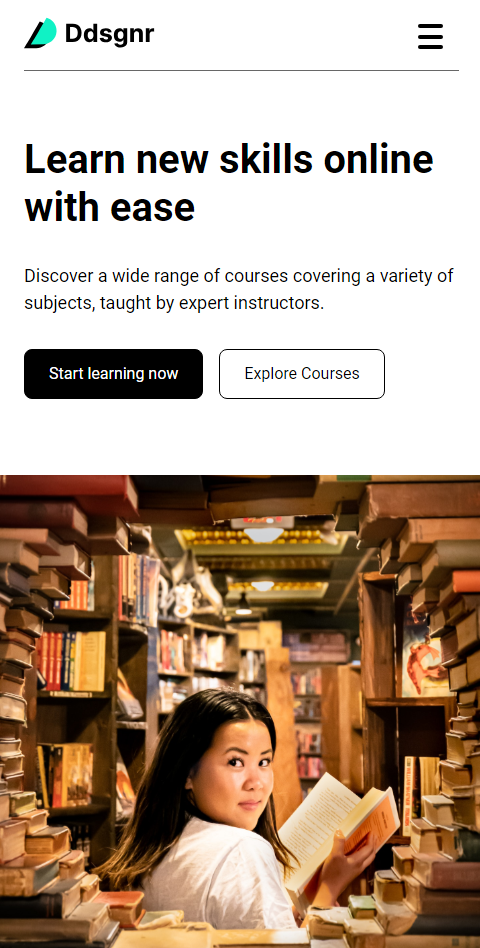 Ddsgnr
Learn new skills online
with ease
Discover a wide range of courses covering a variety of
subjects, taught by expert instructors.
Start learning now
Explore Courses